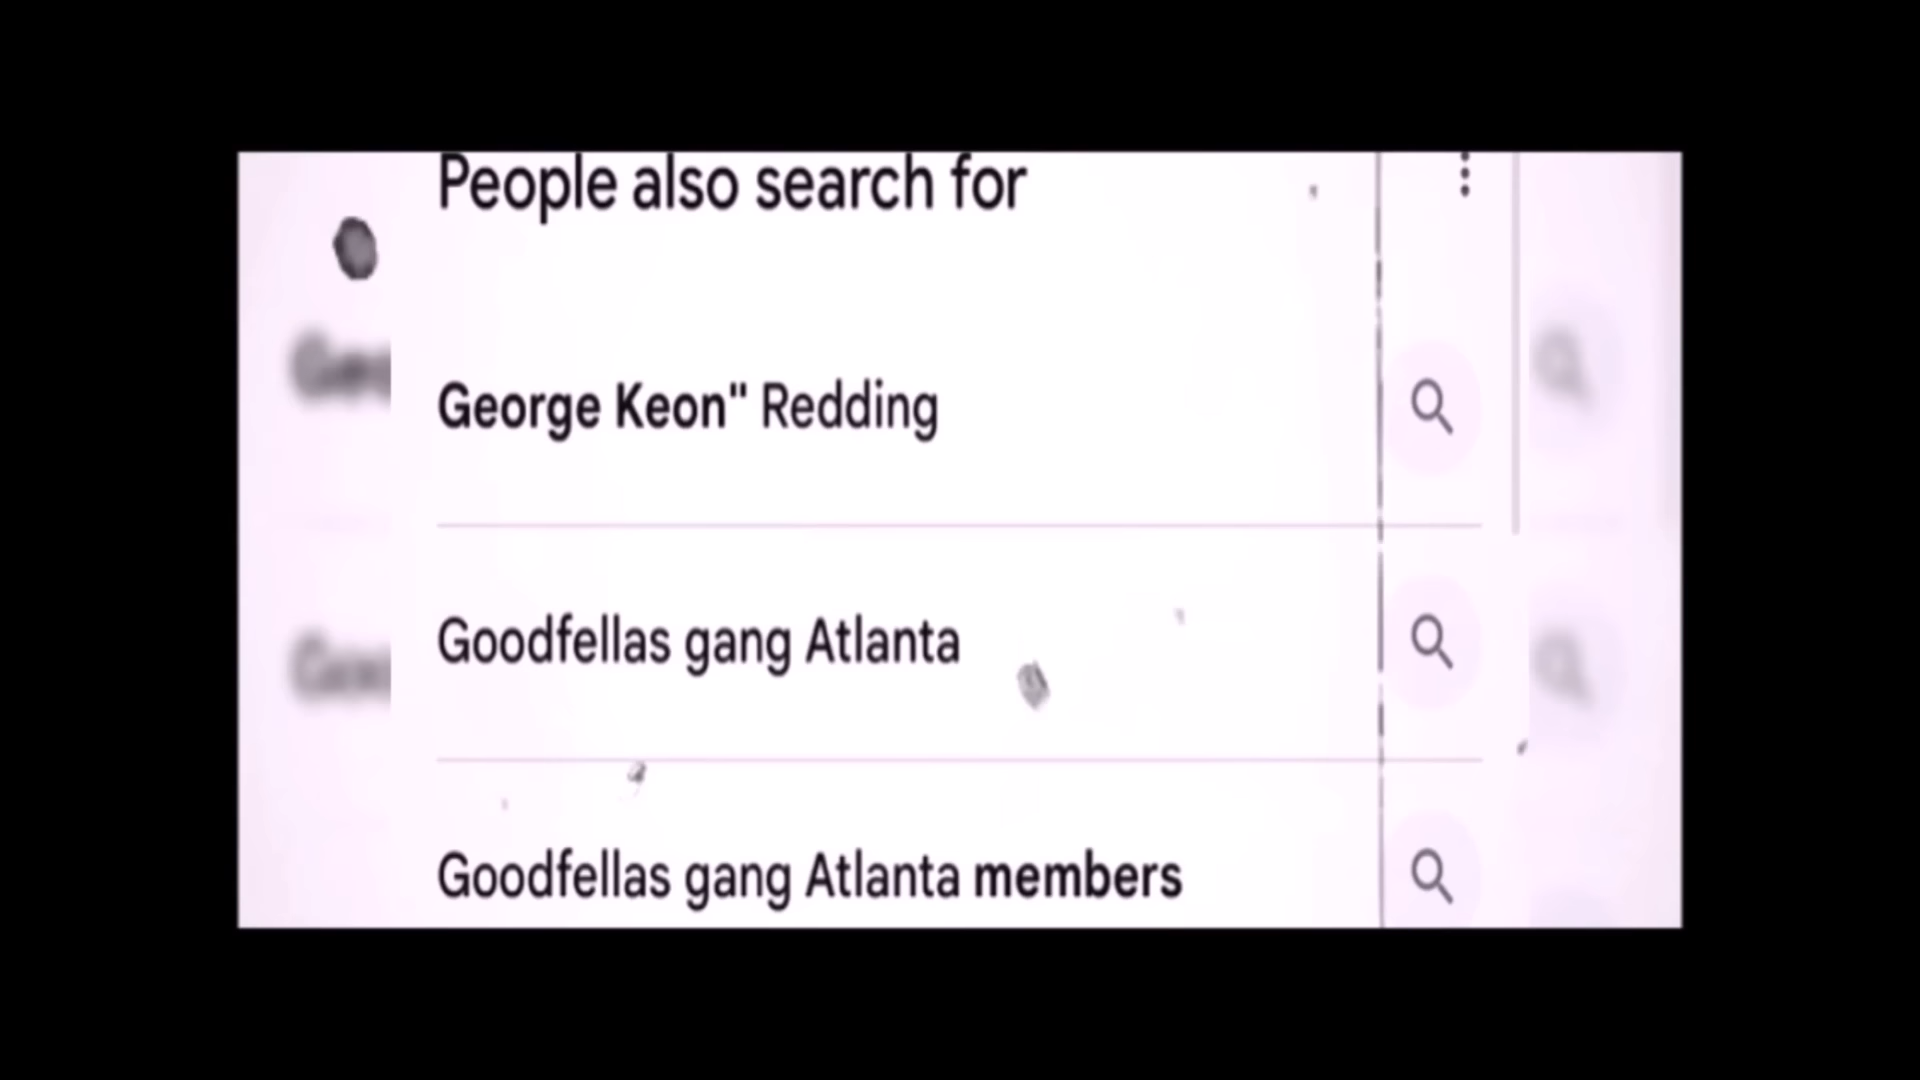 People also search for
George Keon" Redding
Goodfellas gang Atlanta
Goodfellas gang Atlanta members